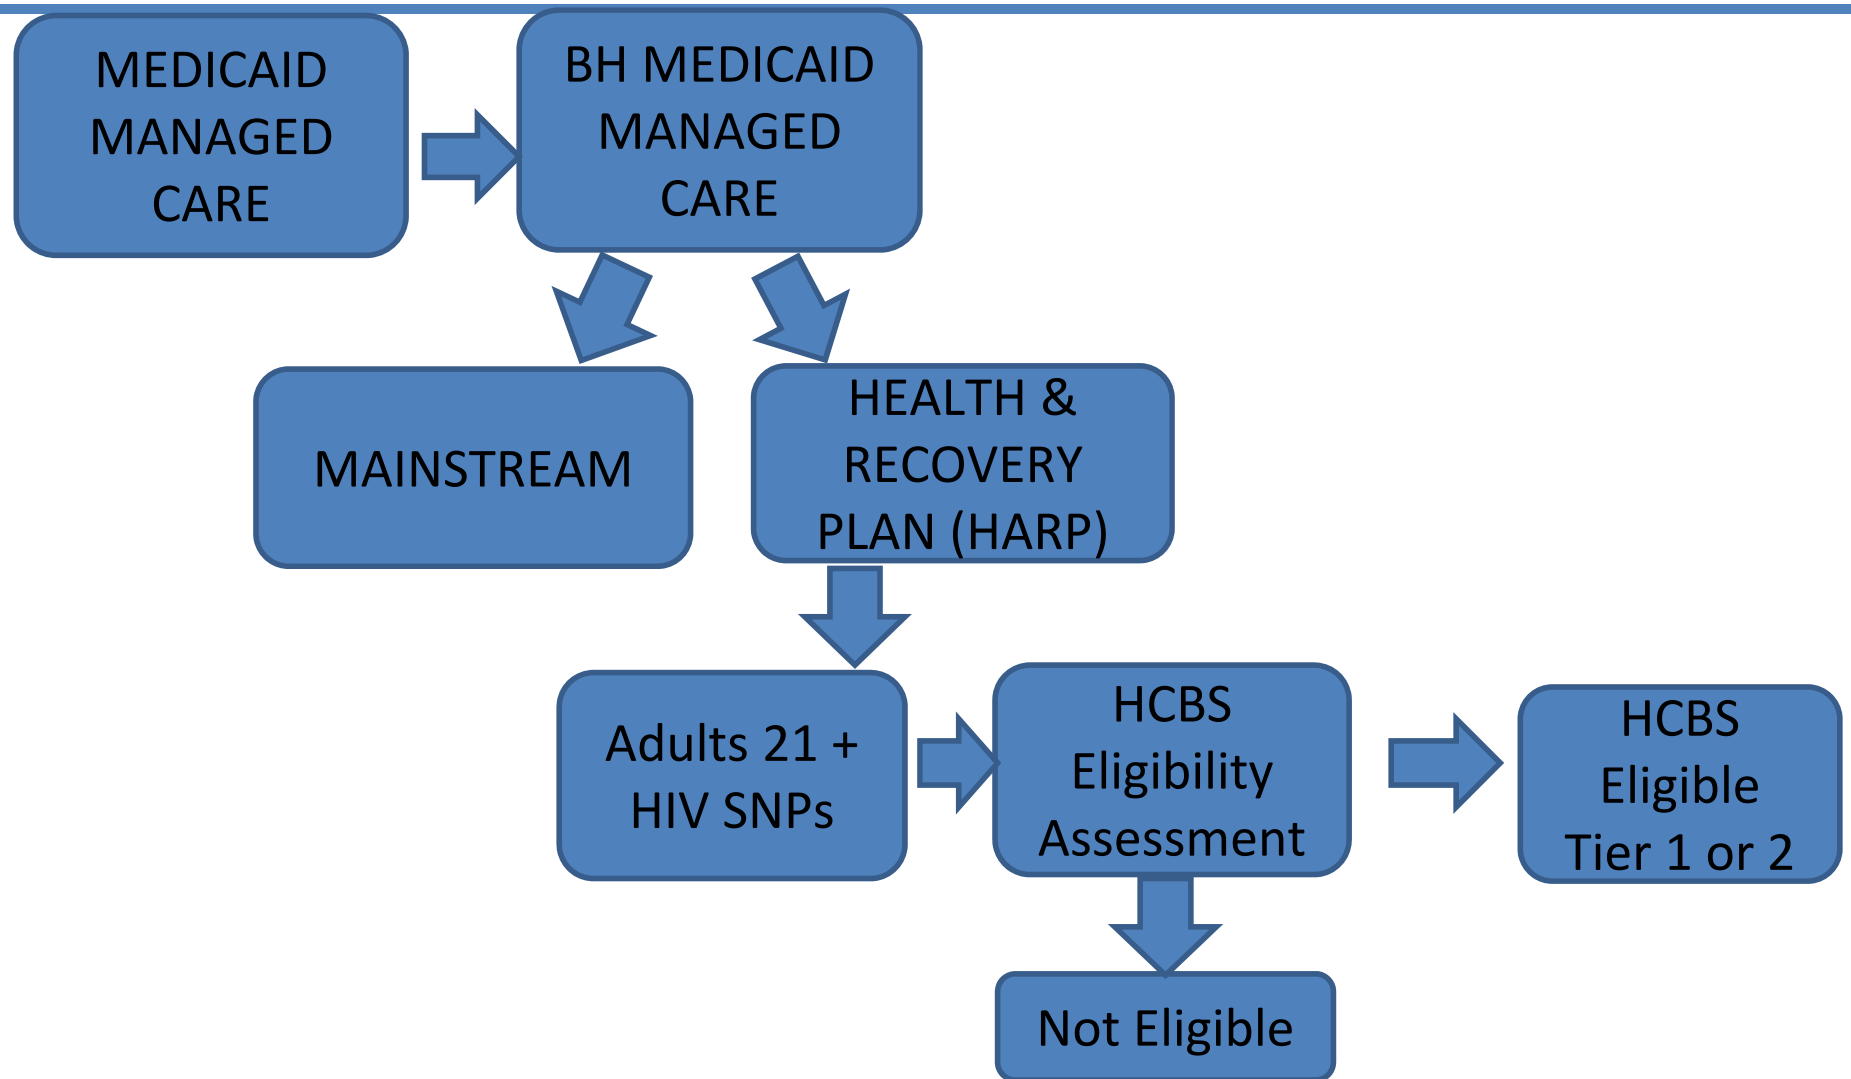 MEDICAID
MANAGED
CARE
BH MEDICAID
MANAGED
CARE
MAINSTREAM
HEALTH &
RECOVERY
PLAN (HARP)
Adults 21 +
HIV SNPs
HCBS
Eligibility
Assessment
HCBS
Eligible
Tier 1 or 2
Not Eligible